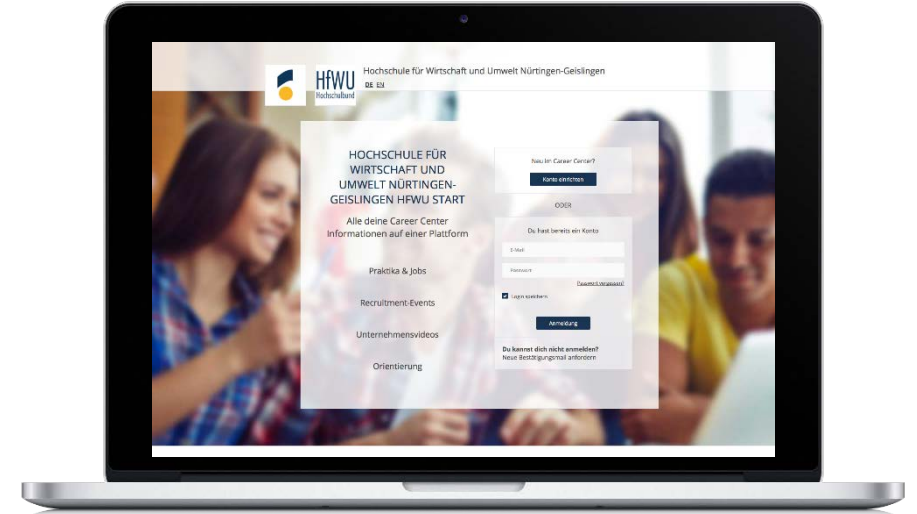 HfWU
Hochschulbund
Hochschule für Wirtschaft und Umwelt Nürtingen-Geislingen
DE EN
HOCHSCHULE FÜR
WIRTSCHAFT UND
UMWELT NÜRTINGEN-
GEISLINGEN HFWU START
Alle deine Career Center
Informationen auf einer Plattform
Praktika & Jobs
Recruitment-Events
Unternehmensvideos
Orientierung
Neu im Career Center?
Konto einrichten
ODER
Du hast bereits ein Konto
E-Mail
Passwort
Passwort vergessen?
Login speichern
Anmeldung
Du kannst dich nicht anmelden?
Neue Bestätigungsmail anfordern